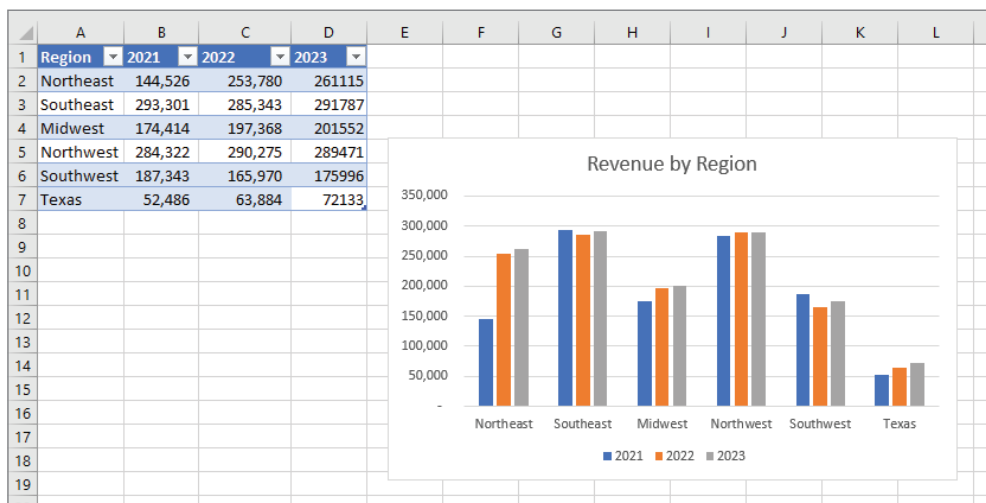 A B C D E F G H I J K L
1 Region 2021 2022 2023
2 Northeast 144,526 253,780 261115
3 Southeast 293,301 285,343 291787
4 Midwest 174,414 197,368 201552
5 Northwest 284,322 290,275 289471
6 Southwest 187,343 165,970 175996
7 Texas 52,486 63,884 72133
8
9
10
11
12
13
14
15
16
17
18
19
Revenue by Region
350,000
300,000
250,000
200,000
150,000
100,000
50,000
-
Northeast Southeast Midwest Northwest Southwest Texas
2021 2022 2023